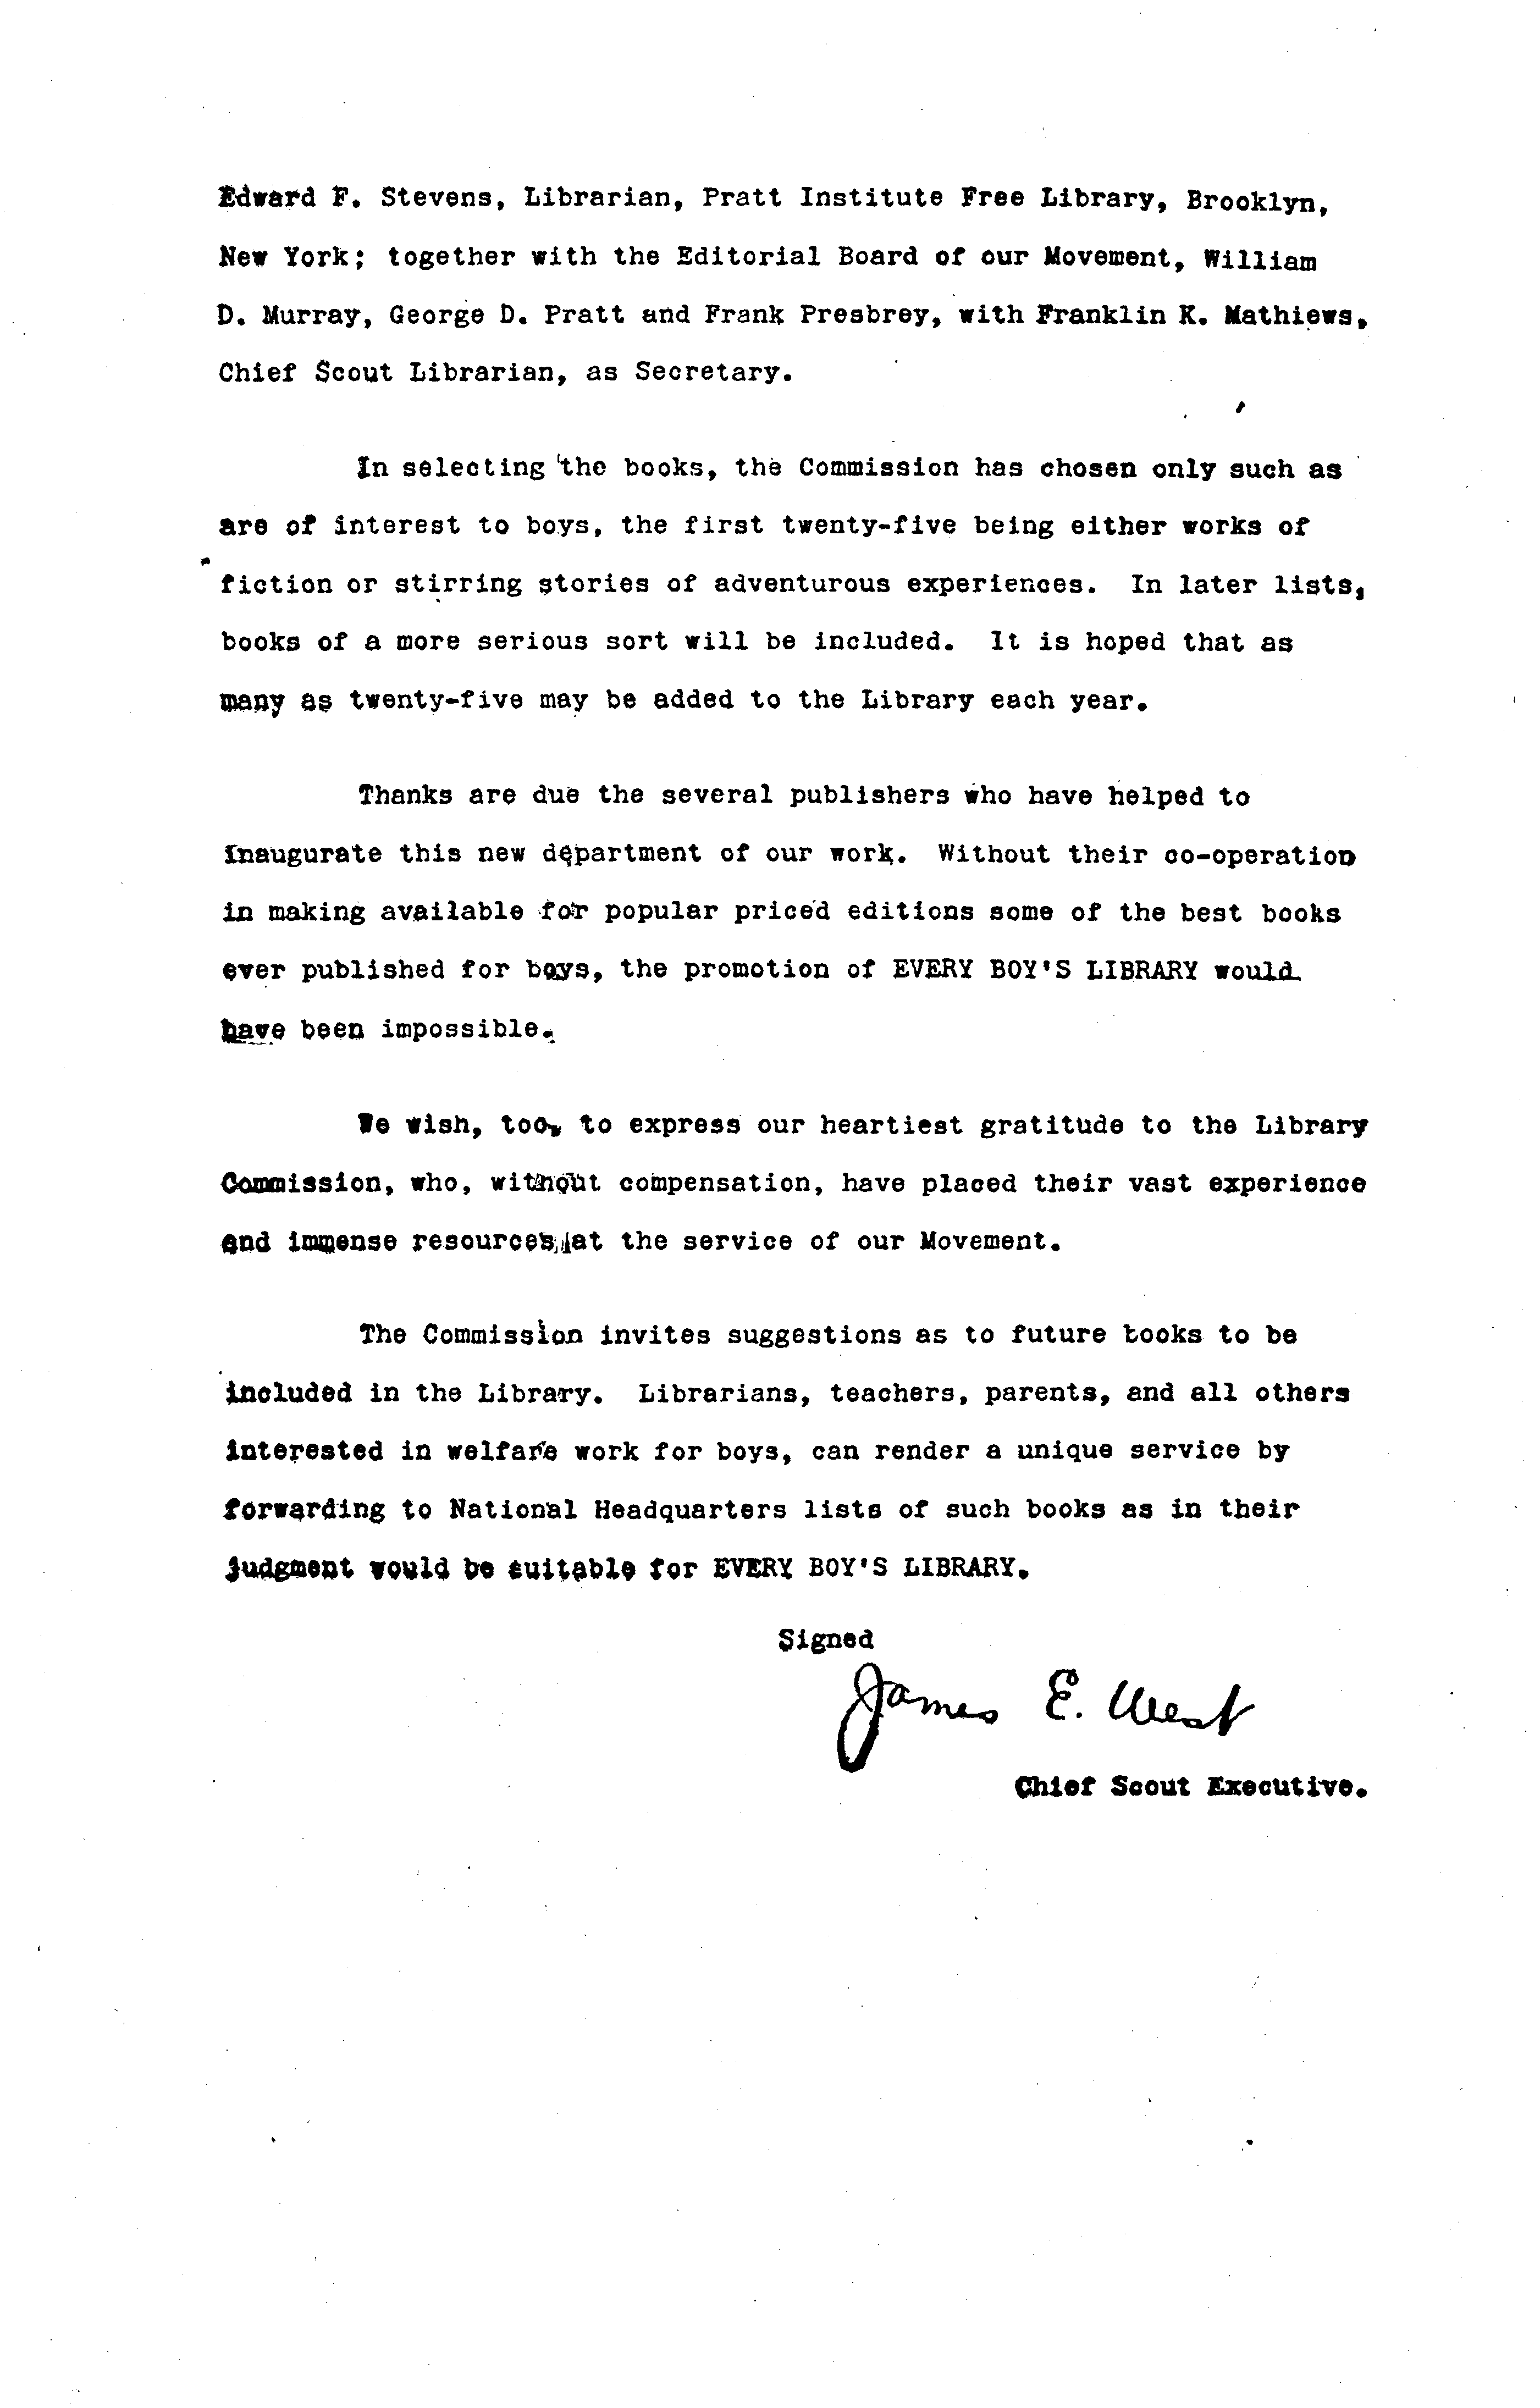 Edward F. Stevens, Librarian, Pratt Institute Free Library, Brooklyn,
New York; together with the Editorial Board of our Movement, William
D. Murray, George D. Pratt and Frank Presbrey, with Franklin K. Mathiews,
Chief Scout Librarian, as Secretary.
In selecting the books, the Commission has chosen only such as
are of interest to boys, the first twenty-five being either works of
fiction or stirring stories of adventurous experiences. In later lists,
books of a more serious sort will be included. It is hoped that as
many as twenty-five may be added to the Library each year.
Thanks are due the several publishers who have helped to
inaugurate this new department of our work. Without their co-operation
in making available for popular priced editions some of the best books
ever published for boys, the promotion of EVERY BOY'S LIBRARY would
have been impossible.
We wish, too, to express our heartiest gratitude to the Library
Commission, who, without compensation, have placed their vast experience
and immense resources at the service of our Movement.
The Commission invites suggestions as to future books to be
included in the Library. Librarians, teachers, parents, and all others
interested in welfare work for boys, can render a unique service by
forwarding to National Headquarters lists of such books as in their
judgment would be suitable for EVERY BOY'S LIBRARY.
Signed
James E. West
Chief Scout Executive.